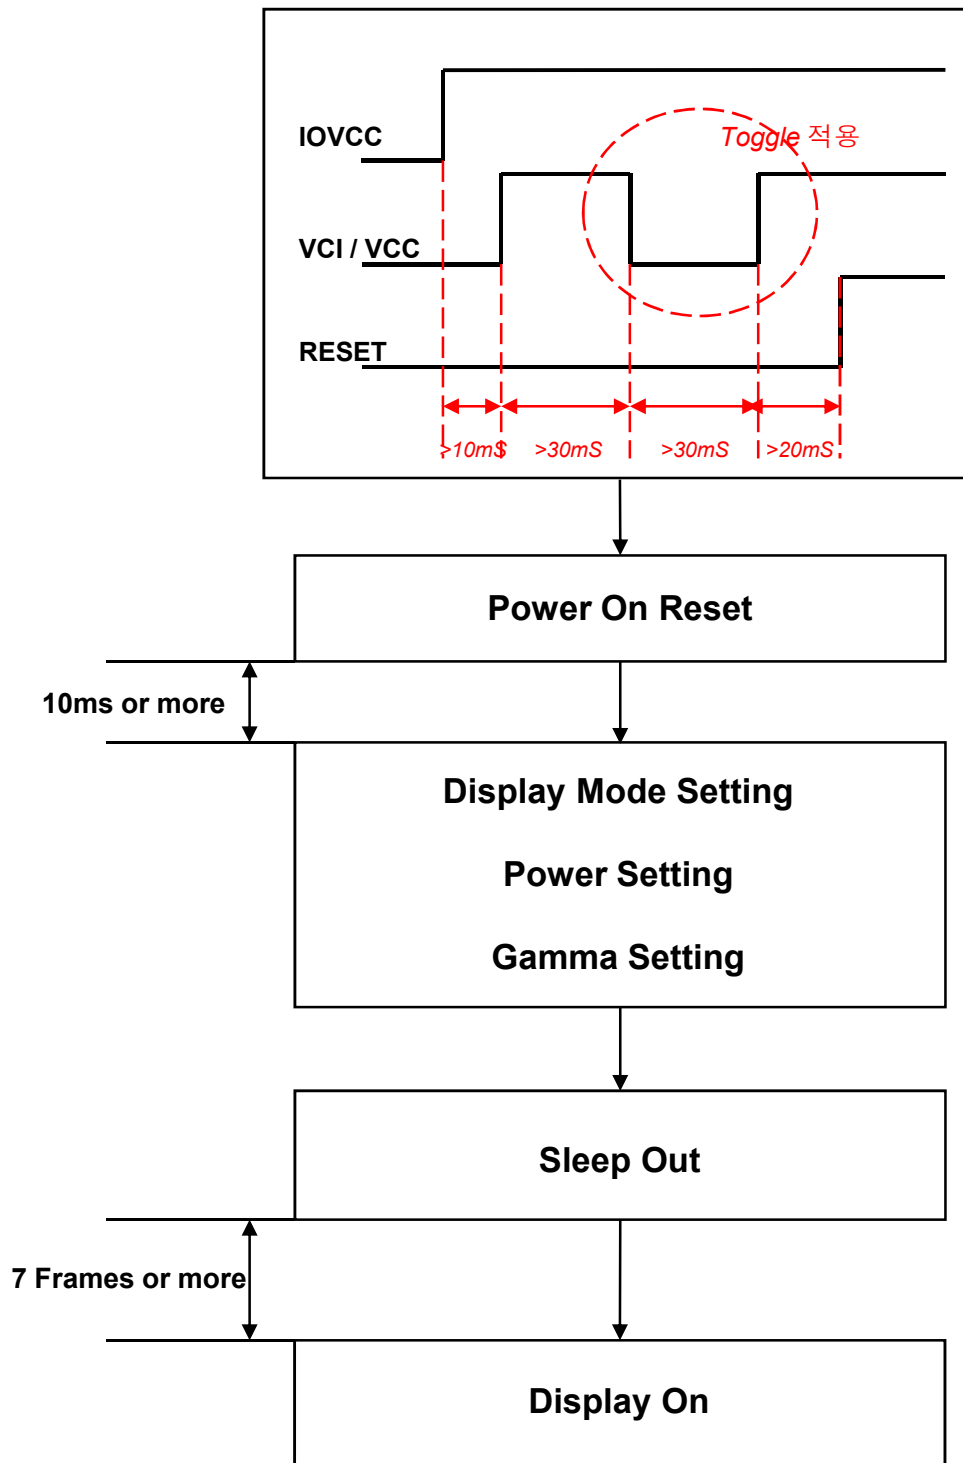 IOVCC
Toggle 적용
VCI / VCC
RESET
>10mS >30mS >30mS >20mS
Power On Reset
10ms or more
Display Mode Setting
Power Setting
Gamma Setting
Sleep Out
7 Frames or more
Display On